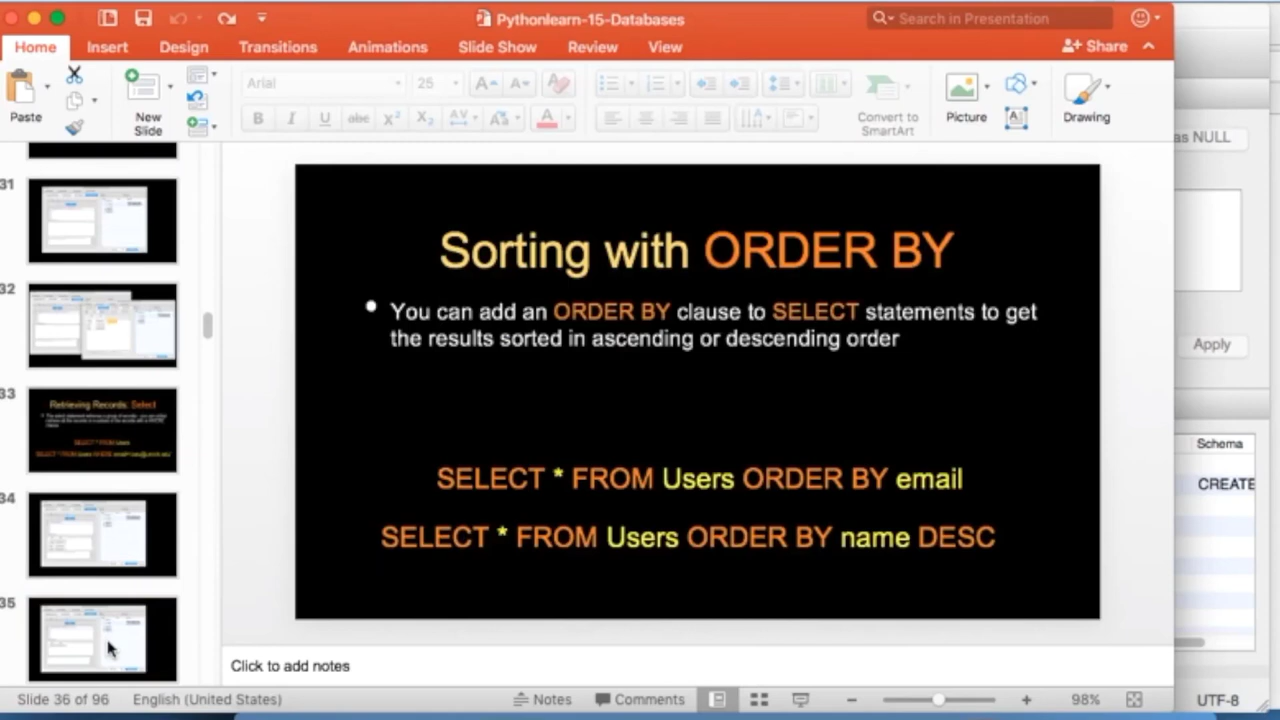 Pythonlearn-15-Databases
Search in Presentation
Home Insert Design Transitions Animations Slide Show Review View Share
Arial 25
Paste New Slide Convert to SmartArt Picture Drawing
as NULL
Apply
Schema
CREATE
31
32
33
Retrieving Records: Select
34
35
Sorting with ORDER BY
• You can add an ORDER BY clause to SELECT statements to get
the results sorted in ascending or descending order
SELECT * FROM Users ORDER BY email
SELECT * FROM Users ORDER BY name DESC
Click to add notes
Slide 36 of 96 English (United States) Notes Comments 98% UTF-8